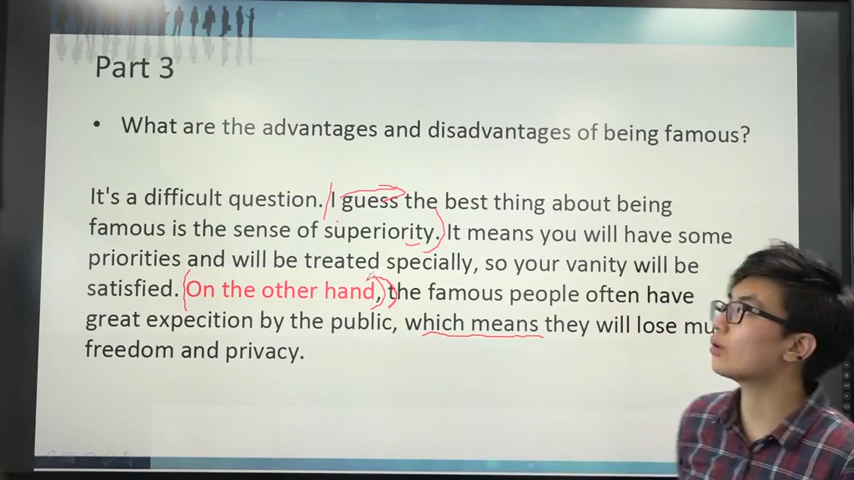 Part 3
• What are the advantages and disadvantages of being famous?
It's a difficult question. I guess the best thing about being
famous is the sense of superiority. It means you will have some
priorities and will be treated specially, so your vanity will be
satisfied. On the other hand, the famous people often have
great expecition by the public, which means they will lose
freedom and privacy.